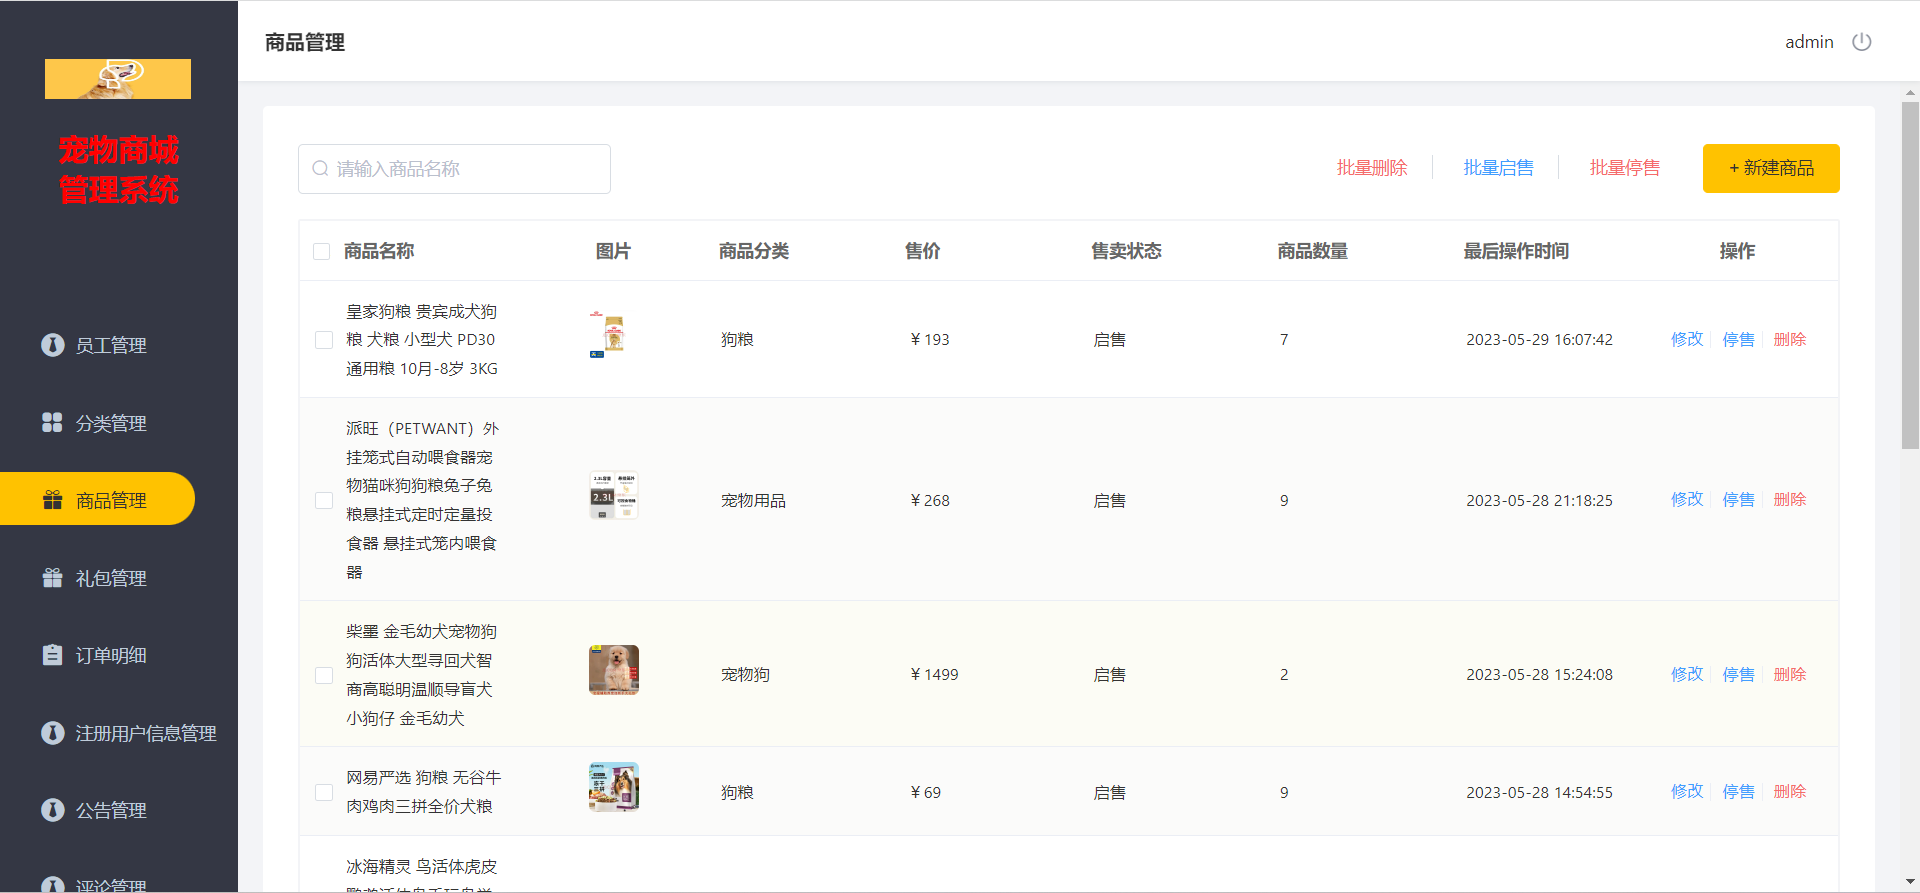 商品管理
admin
宠物商城
管理系统
员工管理
分类管理
商品管理
礼包管理
订单明细
注册用户信息管理
公告管理
评论管理
请输入商品名称
批量删除 批量启售 批量停售 + 新建商品
商品名称 图片 商品分类 售价 售卖状态 商品数量 最后操作时间 操作
皇家狗粮 贵宾成犬狗
粮 犬粮 小型犬 PD30
通用粮 10月-8岁 3KG
狗粮 ¥ 193 启售 7 2023-05-29 16:07:42 修改 停售 删除
派旺（PETWANT）外
挂笼式自动喂食器宠
物猫咪狗狗粮兔子兔
粮悬挂式定时定量投
食器 悬挂式笼内喂食
器
2.3L
宠物用品 ¥ 268 启售 9 2023-05-28 21:18:25 修改 停售 删除
柴墨 金毛幼犬宠物狗
狗活体大型寻回犬智
商高聪明温顺导盲犬
小狗仔 金毛幼犬
宠物狗 ¥ 1499 启售 2 2023-05-28 15:24:08 修改 停售 删除
网易严选 狗粮 无谷牛
肉鸡肉三拼全价犬粮
狗粮 ¥ 69 启售 9 2023-05-28 14:54:55 修改 停售 删除
冰海精灵 鸟活体虎皮